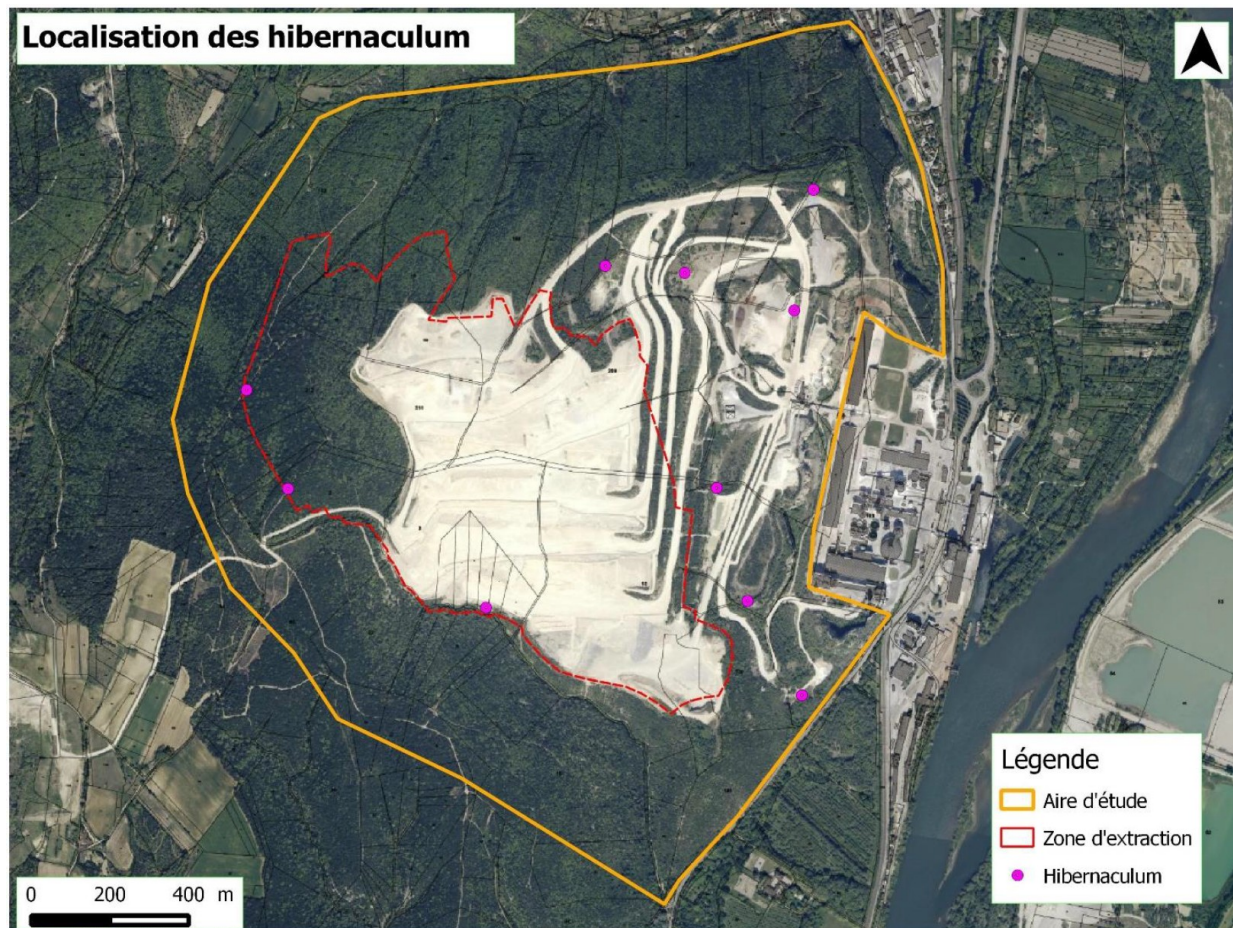 Localisation des hibernaculum
Légende
Aire d'étude
Zone d'extraction
Hibernaculum
0 200 400 m